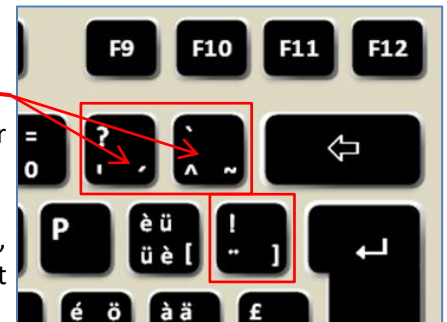 F9 F10 F11 F12
r = ? `
0 ' ´ ^ ~
P è ü !
, ü è [ ¨ ]
t
é ö à ä £